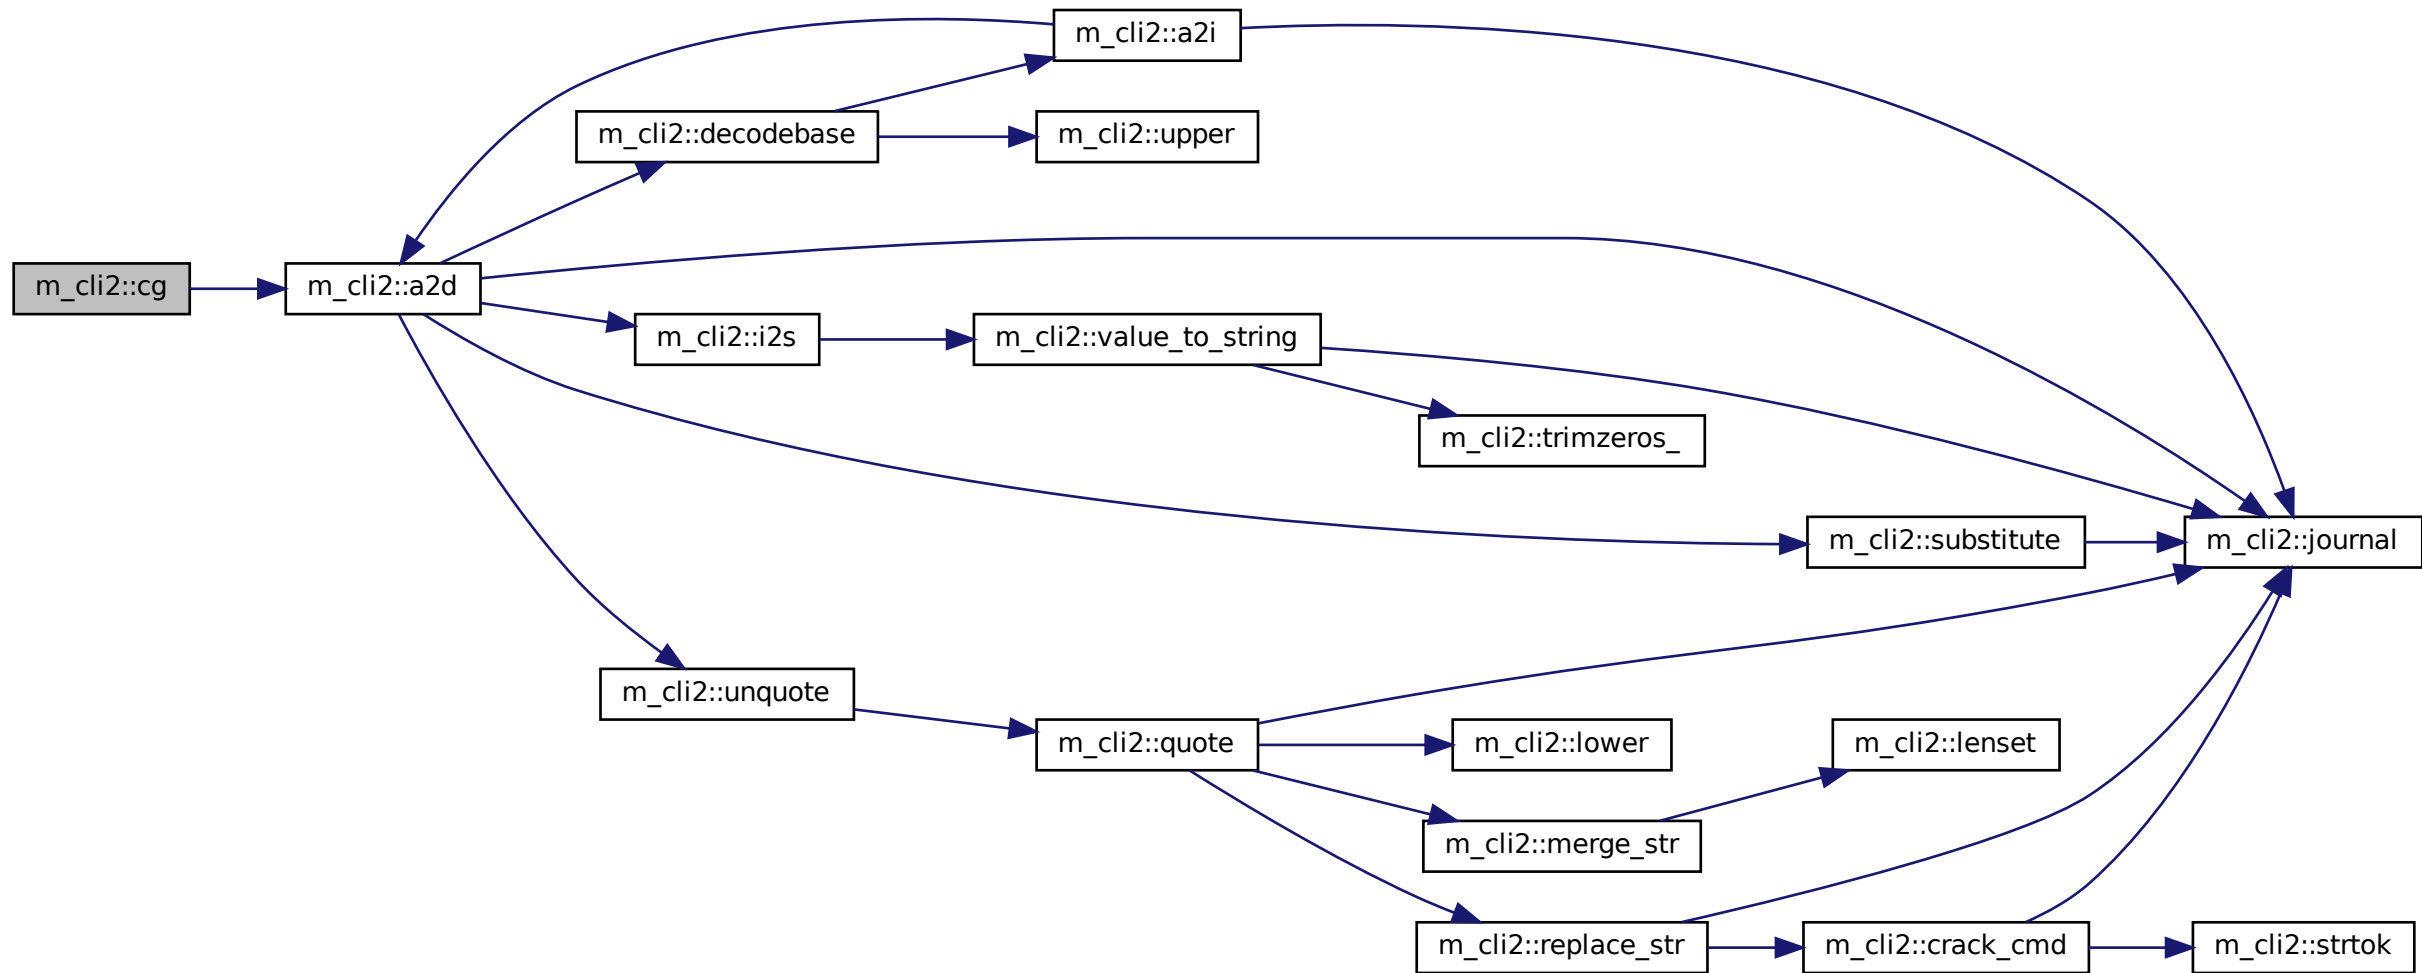 m_cli2::a2i
m_cli2::decodebase
m_cli2::upper
m_cli2::cg
m_cli2::a2d
m_cli2::i2s
m_cli2::value_to_string
m_cli2::trimzeros_
m_cli2::substitute
m_cli2::journal
m_cli2::unquote
m_cli2::quote
m_cli2::lower
m_cli2::lenset
m_cli2::merge_str
m_cli2::replace_str
m_cli2::crack_cmd
m_cli2::strtok